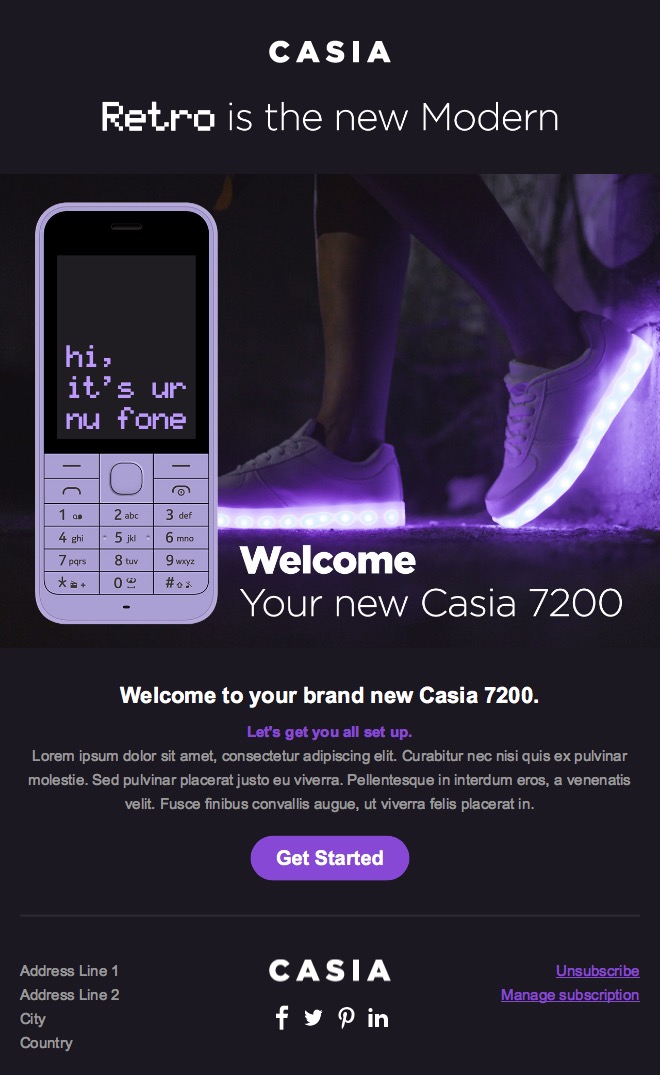 CASIA
Retro is the new Modern
hi,
it's ur
nu fone
1
2 abc
3 def
4 ghi
5 jkl
6 mno
7 pqrs
8 tuv
9 wxyz
* +
0
#
Welcome
Your new Casia 7200
Welcome to your brand new Casia 7200.
Let's get you all set up.
Lorem ipsum dolor sit amet, consectetur adipiscing elit. Curabitur nec nisi quis ex pulvinar
molestie. Sed pulvinar placerat justo eu viverra. Pellentesque in interdum eros, a venenatis
velit. Fusce finibus convallis augue, ut viverra felis placerat in.
Get Started
Address Line 1
Address Line 2
City
Country
CASIA
Unsubscribe
Manage subscription